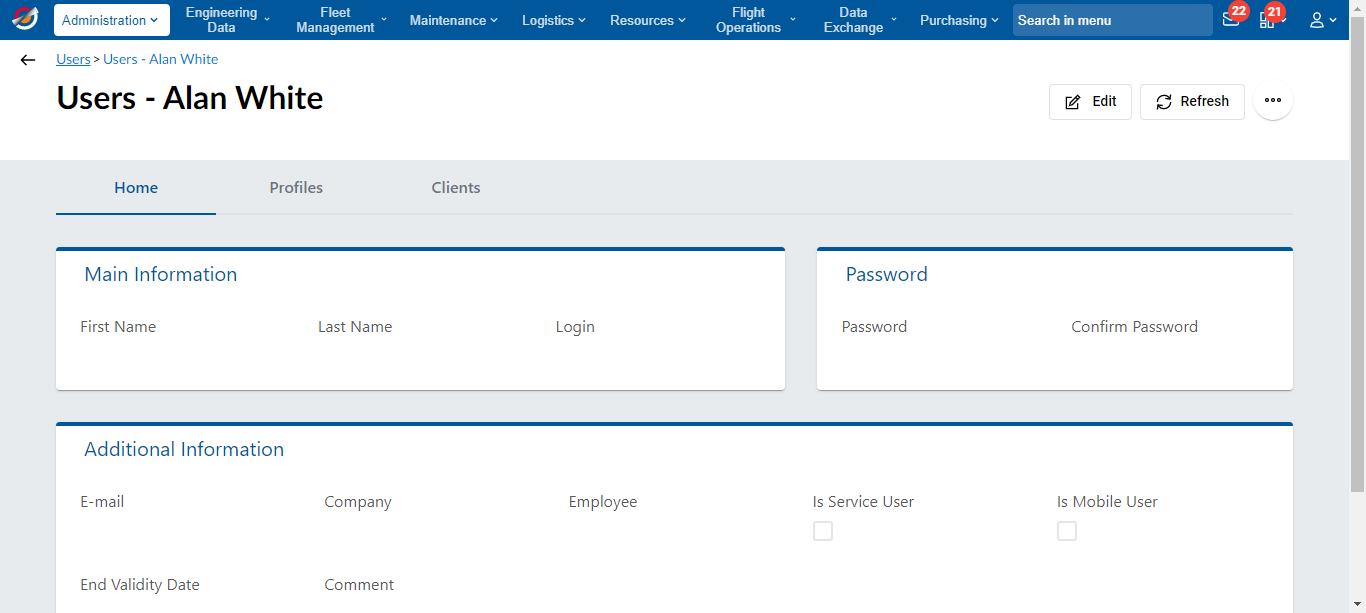 Administration
Engineering
Data
Fleet
Management
Maintenance
Logistics
Resources
Flight
Operations
Data
Exchange
Purchasing
Search in menu
22
21
Users > Users - Alan White
Users - Alan White
Edit
Refresh
Home
Profiles
Clients
Main Information
First Name
Last Name
Login
Password
Password
Confirm Password
Additional Information
E-mail
Company
Employee
Is Service User
Is Mobile User
End Validity Date
Comment